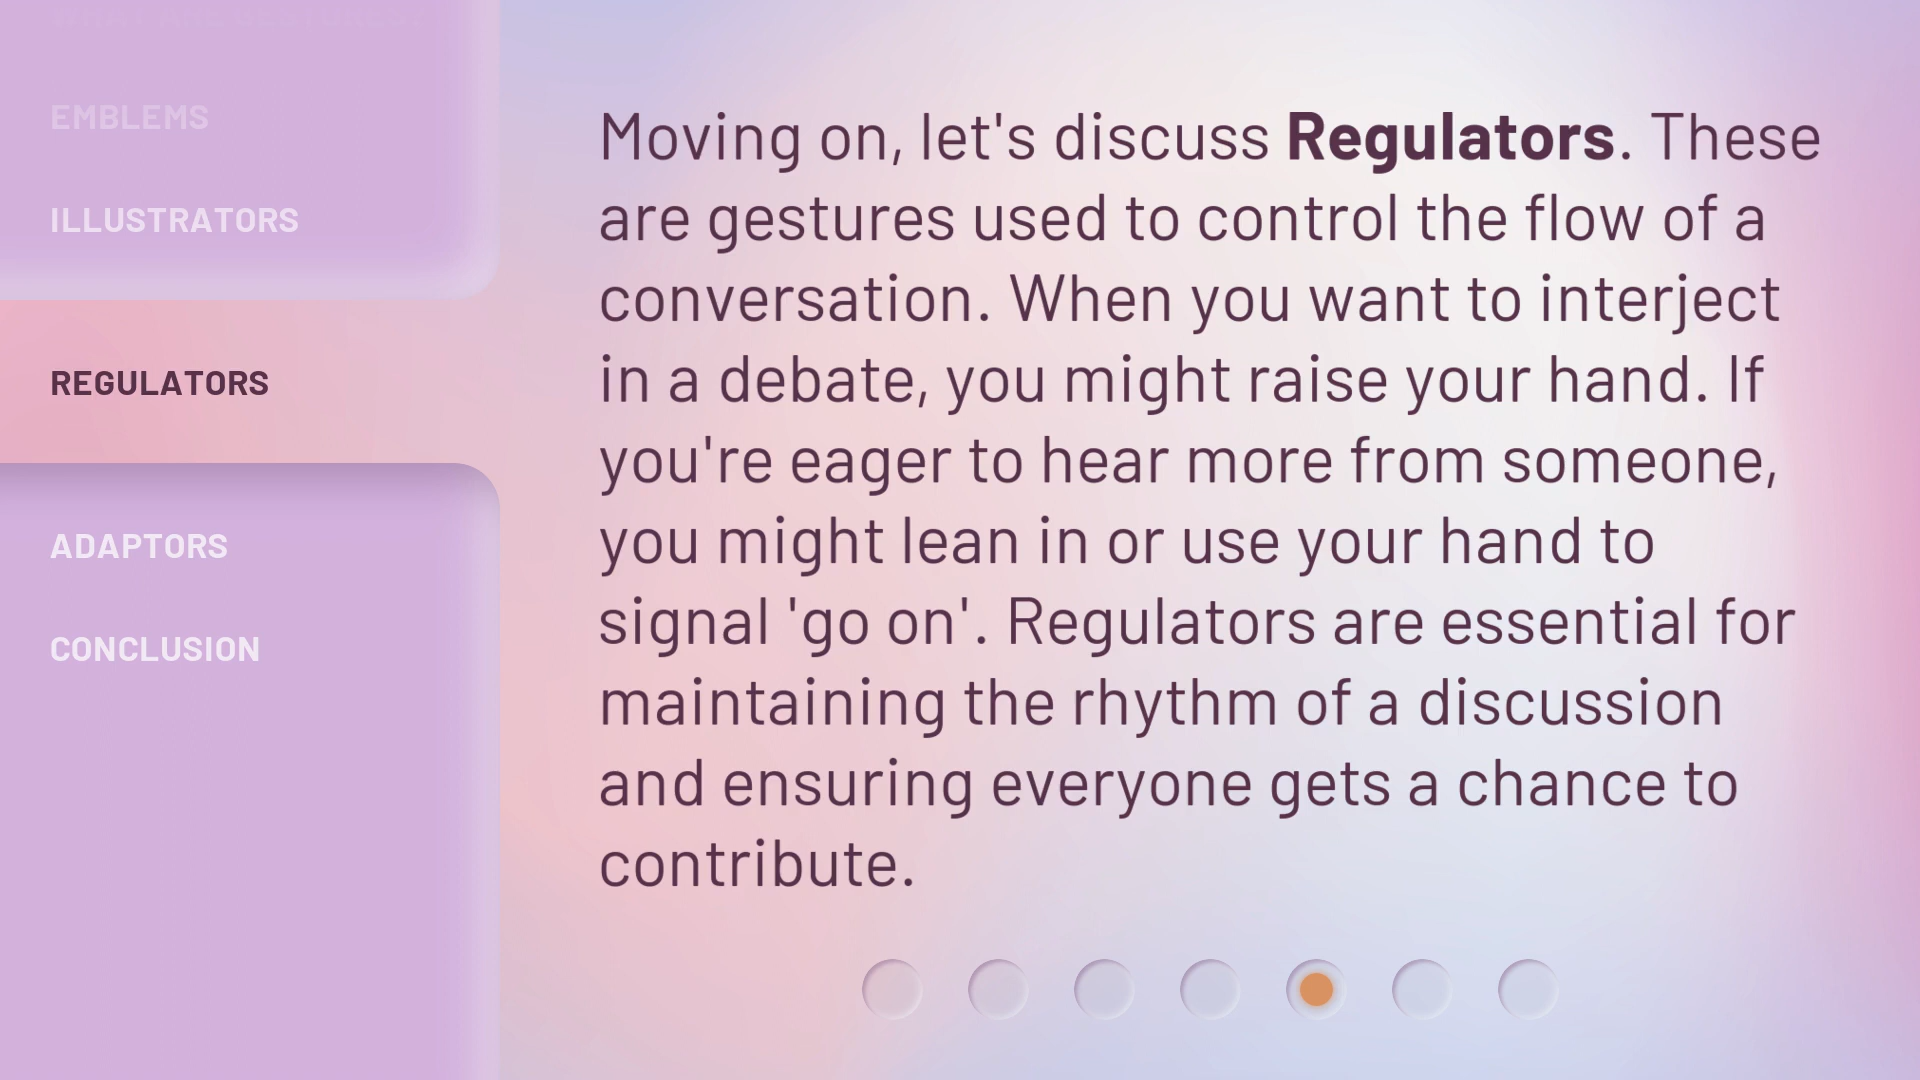 EMBLEMS
ILLUSTRATORS
REGULATORS
ADAPTORS
CONCLUSION
Moving on, let's discuss Regulators. These
are gestures used to control the flow of a
conversation. When you want to interject
in a debate, you might raise your hand. If
you're eager to hear more from someone,
you might lean in or use your hand to
signal 'go on'. Regulators are essential for
maintaining the rhythm of a discussion
and ensuring everyone gets a chance to
contribute.